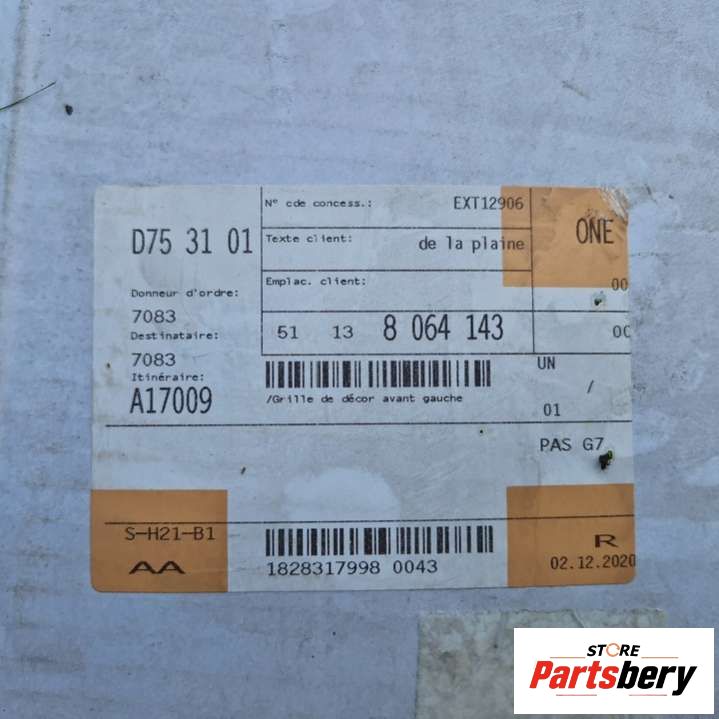 D75 31 01
N° cde concess.: EXT12906
Texte client: de la plaine
Emplac. client:
ONE
00
Donneur d'ordre:
7083
Destinataire:
7083
Itinéraire:
A17009
51 13 8 064 143
00
/Grille de décor avant gauche
UN
/
01
PAS G7
S-H21-B1
AA
1828317998 0043
R
02.12.2020
STORE
Partsbery